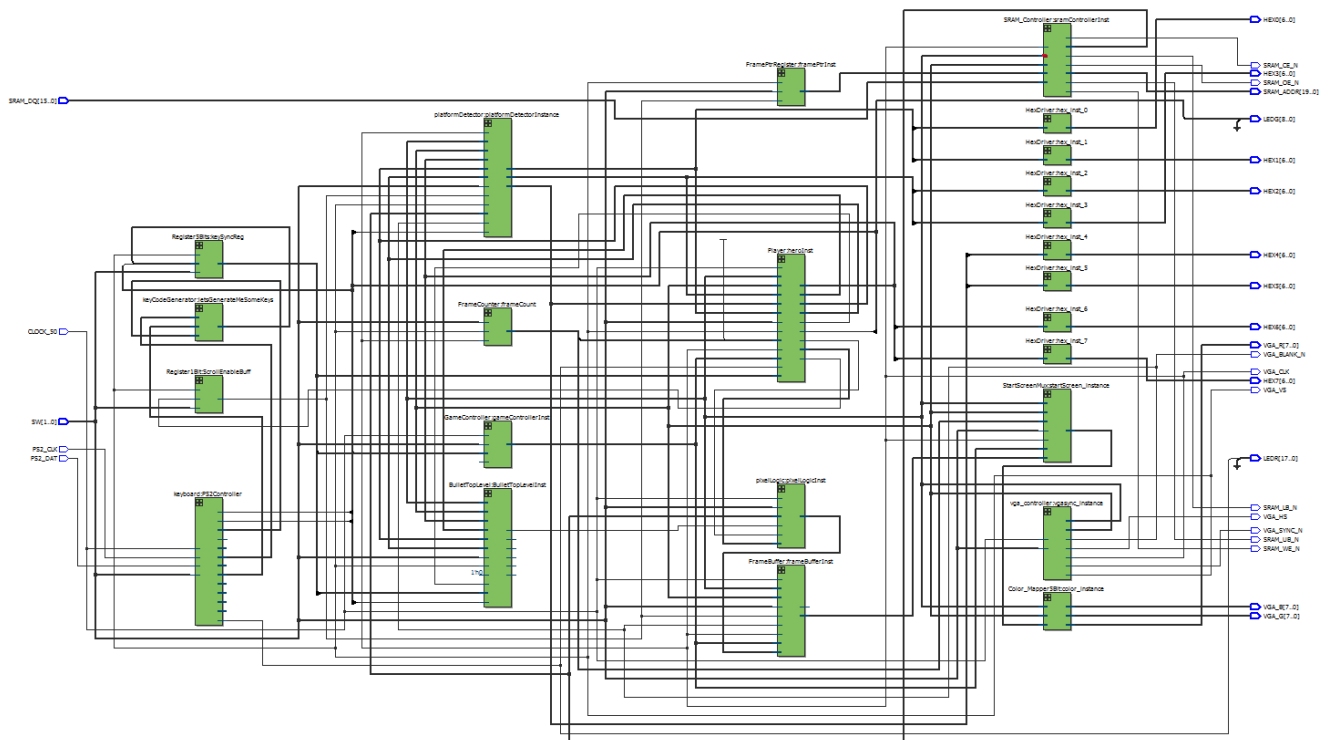 SRAM_Controller:sramControllerInst
HEX0[6..0]
FramePtrRegister:framePtrInst
SRAM_CE_N
HEX3[6..0]
SRAM_OE_N
SRAM_ADDR[19..0]
SRAM_DQ[15..0]
HexDriver:hex_inst_0
platformDetector:platformDetectorInstance
LEDG[8..0]
HexDriver:hex_inst_1
HEX1[6..0]
HexDriver:hex_inst_2
HEX2[6..0]
HexDriver:hex_inst_3
Register5Bits:keySyncReg
HexDriver:hex_inst_4
Player:heroInst
HEX4[6..0]
HexDriver:hex_inst_5
HEX5[6..0]
keyCodeGenerator:letsGenerateMeSomeKeys
FrameCounter:frameCount
HexDriver:hex_inst_6
CLOCK_50
HEX6[6..0]
HexDriver:hex_inst_7
VGA_R[7..0]
VGA_BLANK_N
Register1Bit:ScrollEnableBuff
VGA_CLK
HEX7[6..0]
StartScreenMux:startScreen_instance
VGA_VS
GameController:gameControllerInst
SW[1..0]
PS2_CLK
PS2_DAT
LEDR[17..0]
BulletTopLevel:BulletTopLevelInst
pixelLogic:pixelLogicInst
keyboard:PS2Controller
vga_controller:vgasync_instance
SRAM_LB_N
VGA_HS
VGA_SYNC_N
SRAM_UB_N
SRAM_WE_N
FrameBuffer:frameBufferInst
1'h0
Color_Mapper5Bit:color_instance
VGA_B[7..0]
VGA_G[7..0]